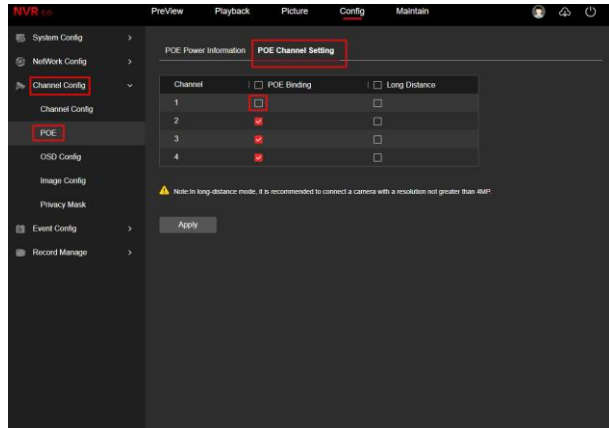 NVR
PreView Playback Picture Config Maintain
System Config
NetWork Config
Channel Config
Channel Config
POE
OSD Config
Image Config
Privacy Mask
Event Config
Record Manage
POE Power Information POE Channel Setting
Channel POE Binding Long Distance
1
2
3
4
Note:In long-distance mode, it is recommended to connect a camera with a resolution not greater than 4MP.
Apply